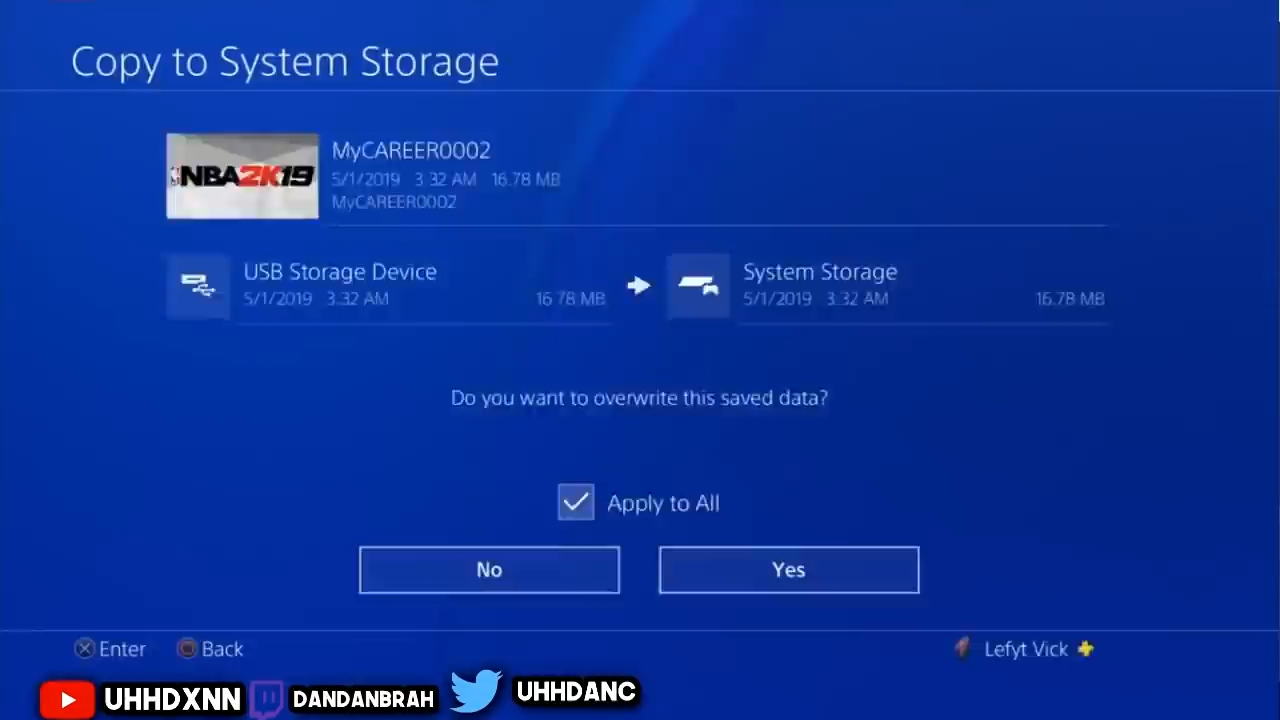 Copy to System Storage
NBA2K19
MyCAREER0002
5/1/2019 3:32 AM 16.78 MB
MyCAREER0002
USB Storage Device
5/1/2019 3:32 AM 16.78 MB
System Storage
5/1/2019 3:32 AM 16.78 MB
Do you want to overwrite this saved data?
Apply to All
No
Yes
Enter
Back
Lefyt Vick
UHHDXNN
DANDANBRAH
UHHDANC